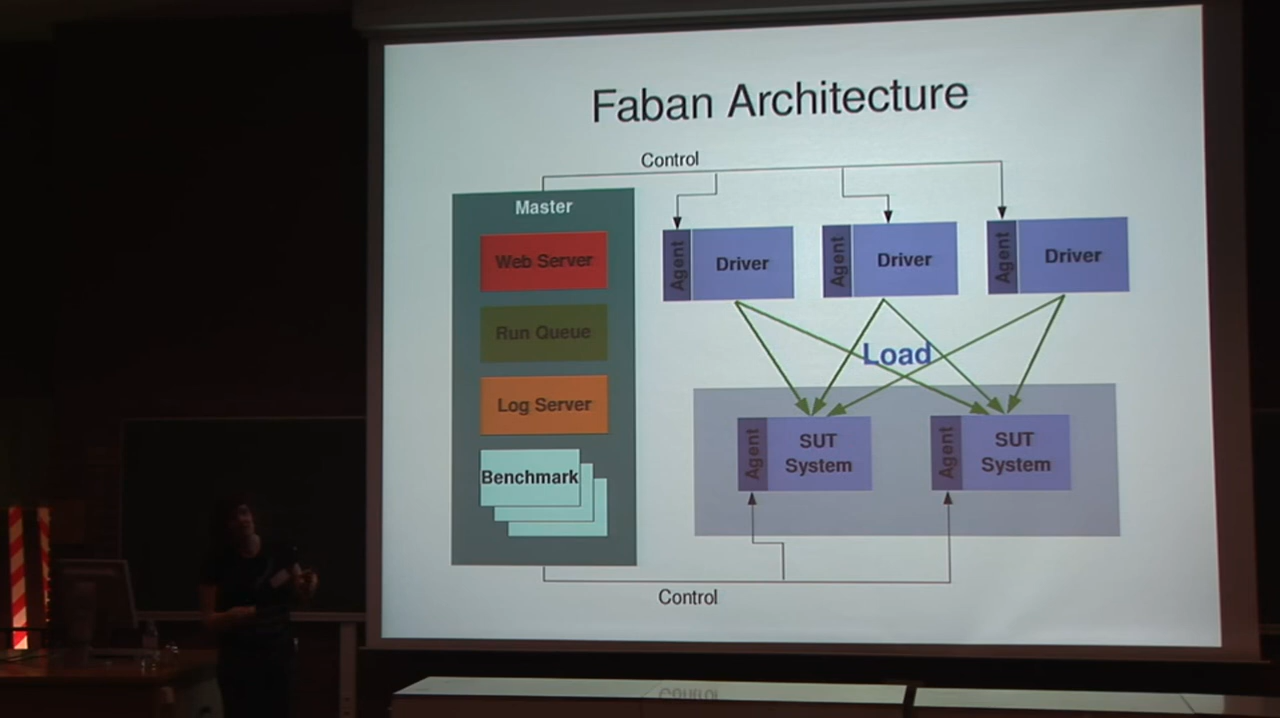 Faban Architecture
Control
Master
Web Server
Run Queue
Log Server
Benchmark
Agent
Driver
Agent
Driver
Agent
Driver
Load
Agent
SUT
System
Agent
SUT
System
Control